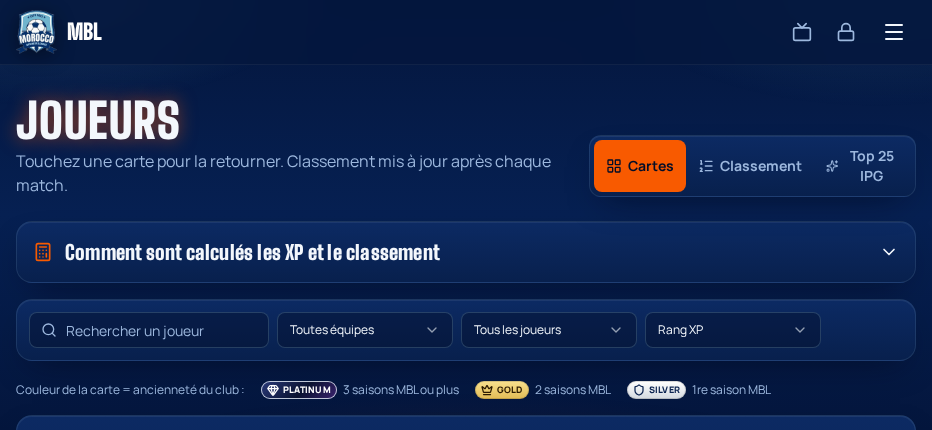 MOROCCO
MBL
JOUEURS
Touchez une carte pour la retourner. Classement mis à jour après chaque
match.
Cartes
Classement
Top 25
IPG
Comment sont calculés les XP et le classement
Rechercher un joueur
Toutes équipes
Tous les joueurs
Rang XP
Couleur de la carte = ancienneté du club :
PLATINUM
3 saisons MBL ou plus
GOLD
2 saisons MBL
SILVER
1re saison MBL